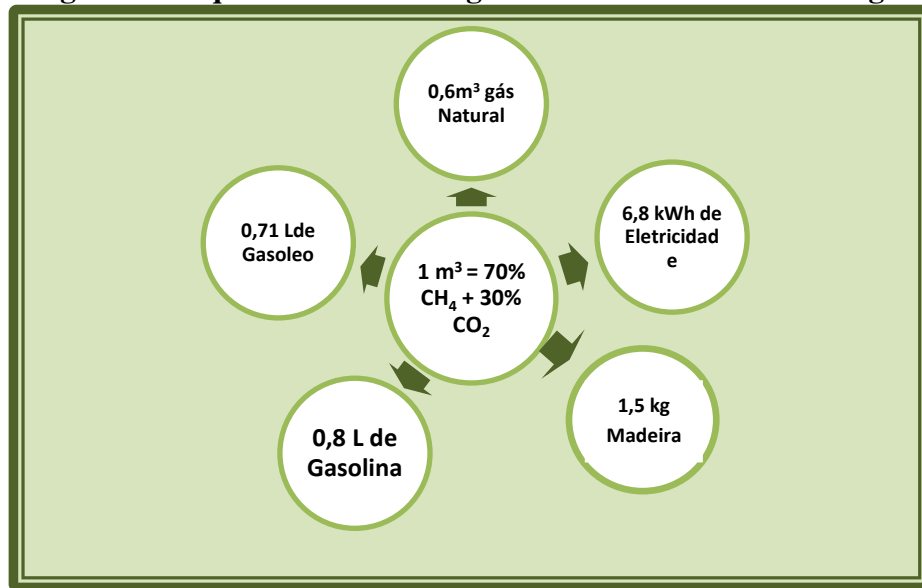 0,6m³ gás
Natural
6,8 kWh de
Eletricidad
e
0,71 Lde
Gasoleo
1 m³ = 70%
CH₄ + 30%
CO₂
1,5 kg
Madeira
0,8 L de
Gasolina